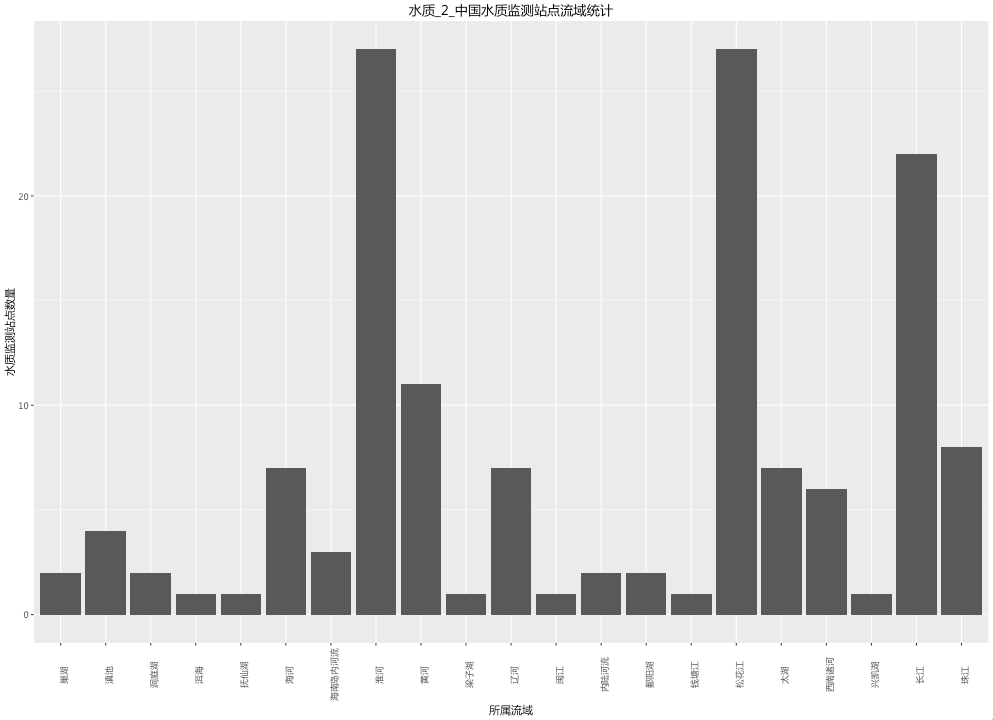 水质_2_中国水质监测站点流域统计
水质监测站点数量
20
10
0
巢湖
滇池
洞庭湖
洱海
抚仙湖
海河
海南岛内河流
淮河
黄河
梁子湖
辽河
闽江
内陆河流
鄱阳湖
钱塘江
松花江
太湖
西南诸河
兴凯湖
长江
珠江
所属流域